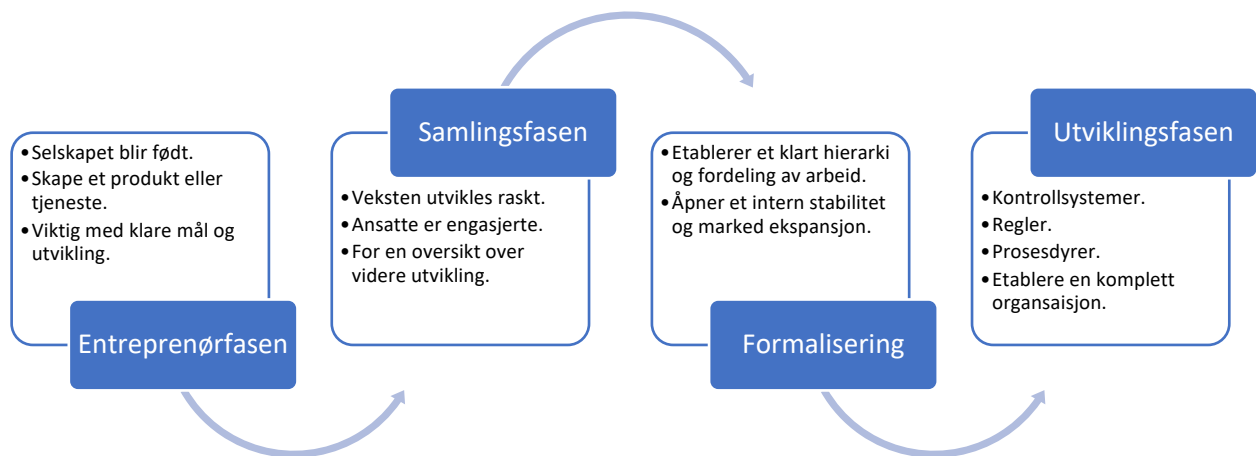 • Selskapet blir født.
• Skape et produkt eller
tjeneste.
• Viktig med klare mål og
utvikling.
Entreprenørfasen
Samlingsfasen
• Veksten utvikles raskt.
• Ansatte er engasjerte.
• For en oversikt over
videre utvikling.
• Etablerer et klart hierarki
og fordeling av arbeid.
• Åpner et intern stabilitet
og marked ekspansjon.
Formalisering
Utviklingsfasen
• Kontrollsystemer.
• Regler.
• Prosesdyrer.
• Etablere en komplett
organsaisjon.